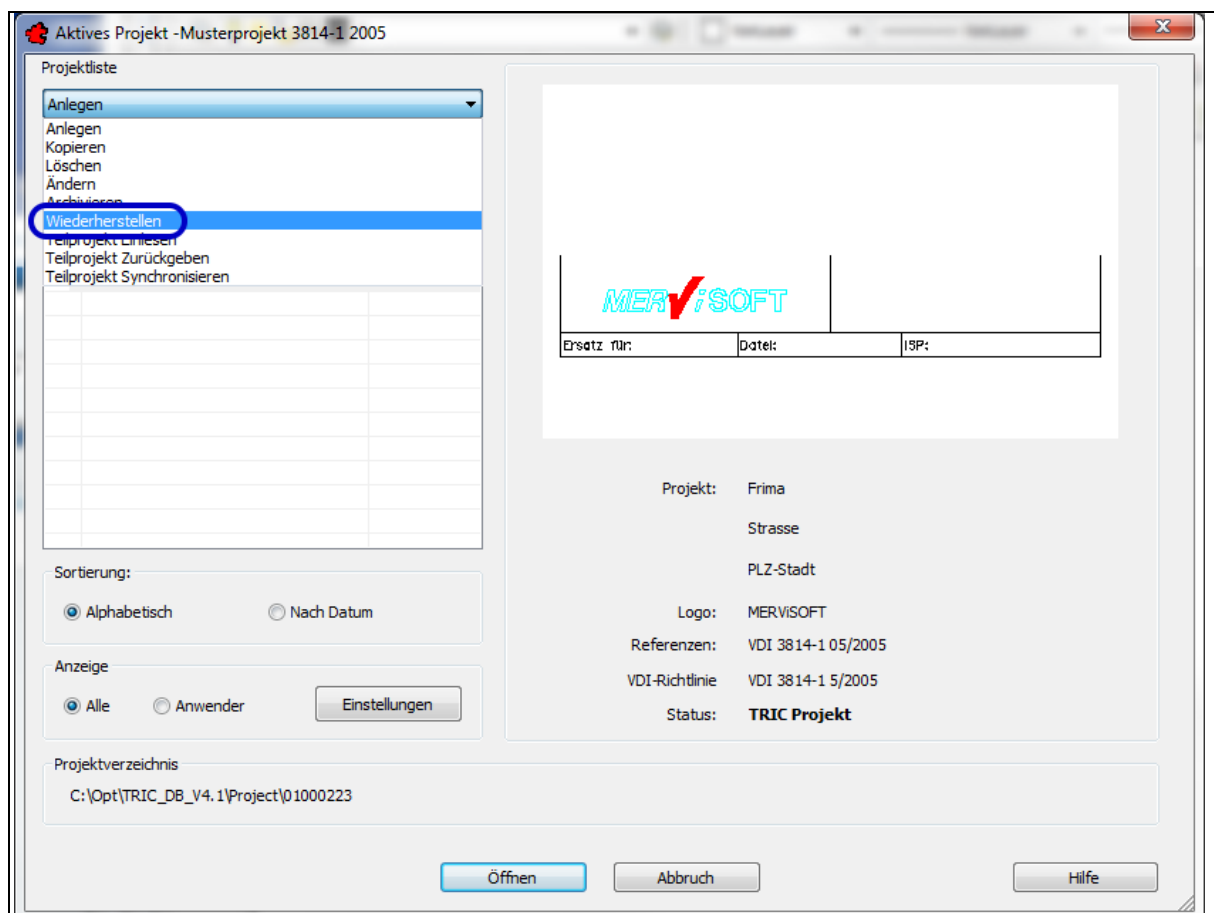 Aktives Projekt -Musterprojekt 3814-1 2005
Projektliste
Anlegen
Anlegen
Kopieren
Löschen
Ändern
Archivieren
Wiederherstellen
Teilprojekt Einlesen
Teilprojekt Zurückgeben
Teilprojekt Synchronisieren
Sortierung:
Alphabetisch Nach Datum
Anzeige
Alle Anwender Einstellungen
MERViSOFT
Ersatz für: Datei: ISP:
Projekt: Frima
Strasse
PLZ-Stadt
Logo: MERViSOFT
Referenzen: VDI 3814-1 05/2005
VDI-Richtlinie VDI 3814-1 5/2005
Status: TRIC Projekt
Projektverzeichnis
C:\Opt\TRIC_DB_V4.1\Project\01000223
Öffnen Abbruch Hilfe